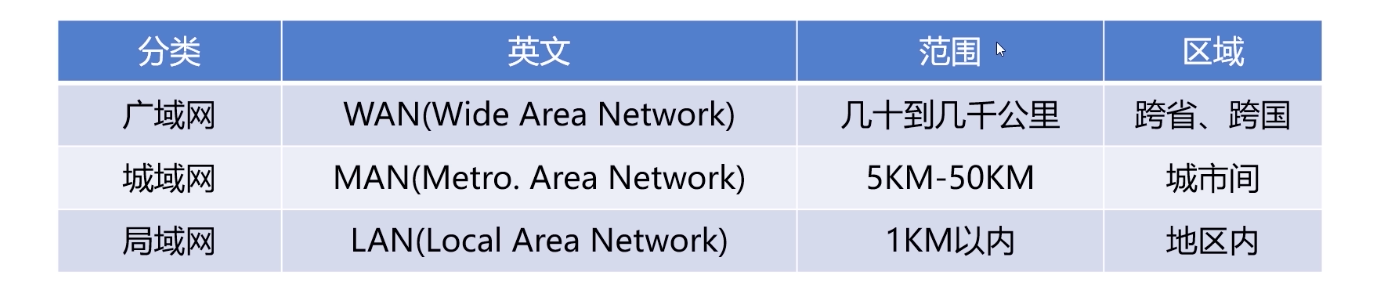 分类 英文 范围 区域
广域网 WAN(Wide Area Network) 几十到几千公里 跨省、跨国
城域网 MAN(Metro. Area Network) 5KM-50KM 城市间
局域网 LAN(Local Area Network) 1KM以内 地区内